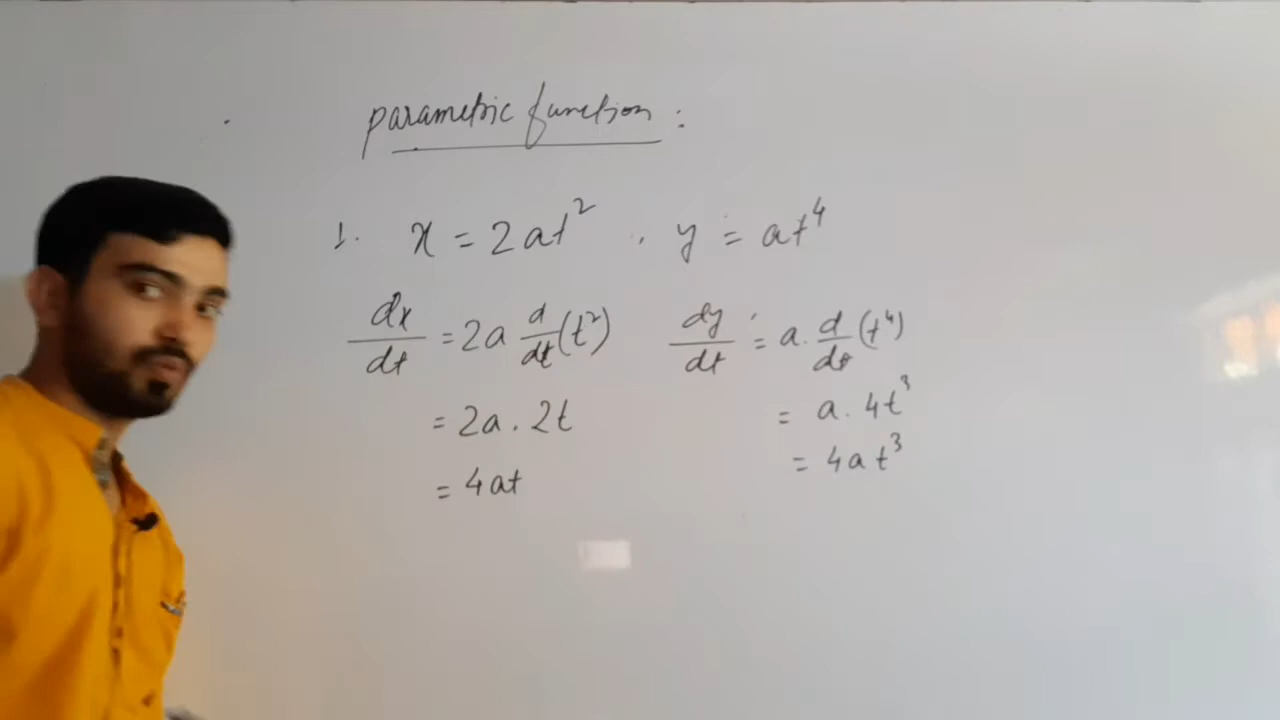 parametric function:
1. x = 2at² , y = at⁴
dx/dt = 2a d/dt(t²) dy/dt = a. d/dt(t⁴)
= 2a . 2t = a . 4t³
= 4at = 4at³